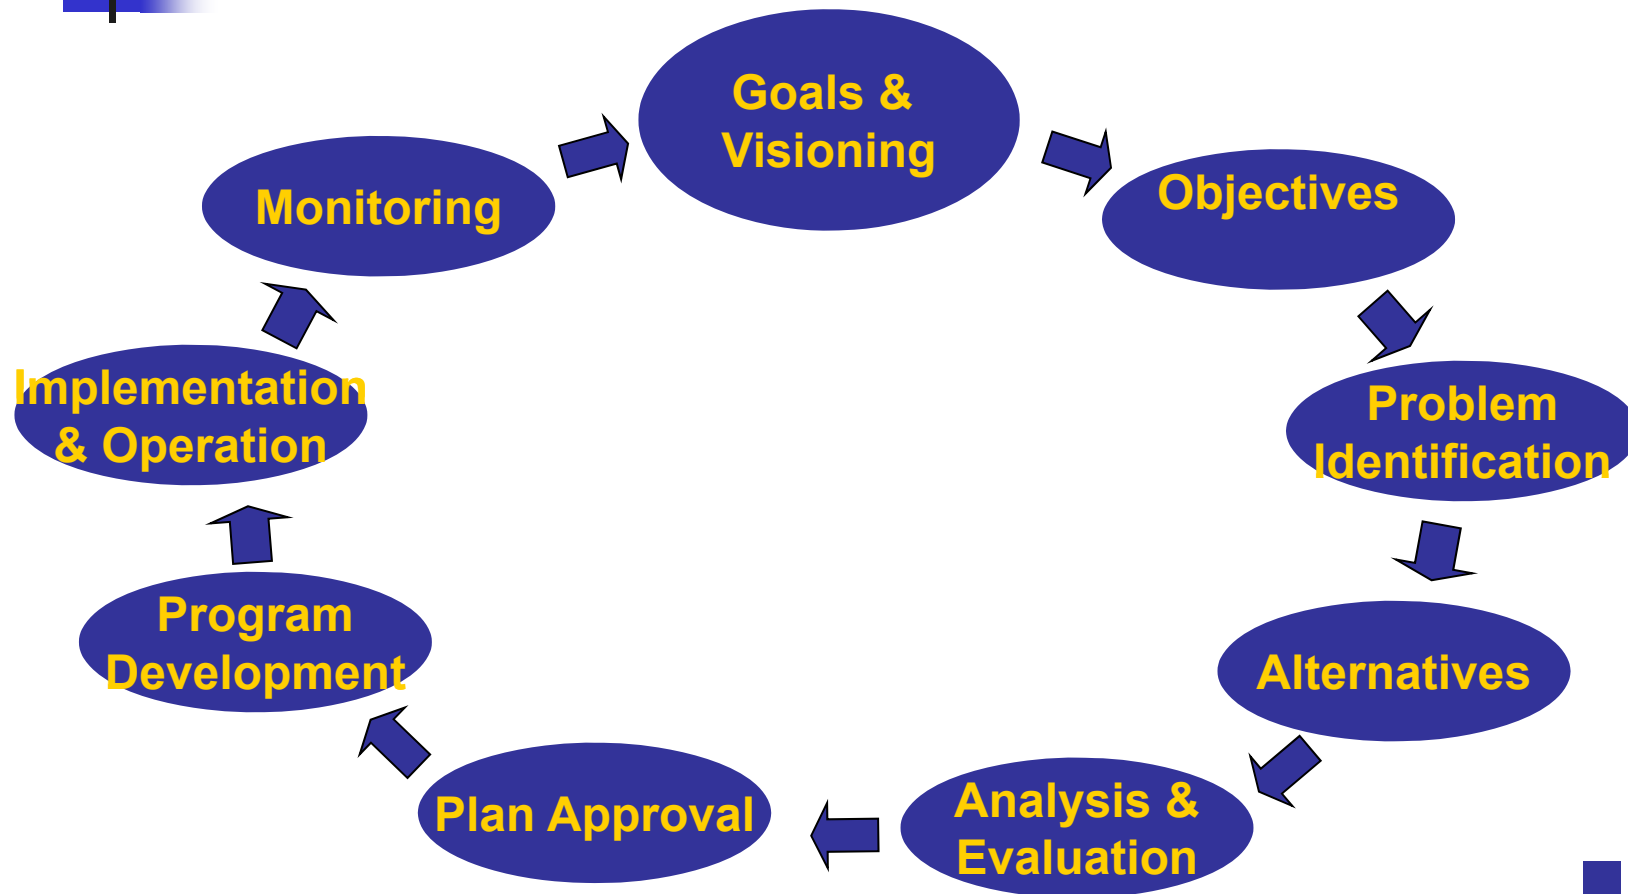 Goals &
Visioning
Objectives
Problem
Identification
Alternatives
Analysis &
Evaluation
Plan Approval
Program
Development
Implementation
& Operation
Monitoring